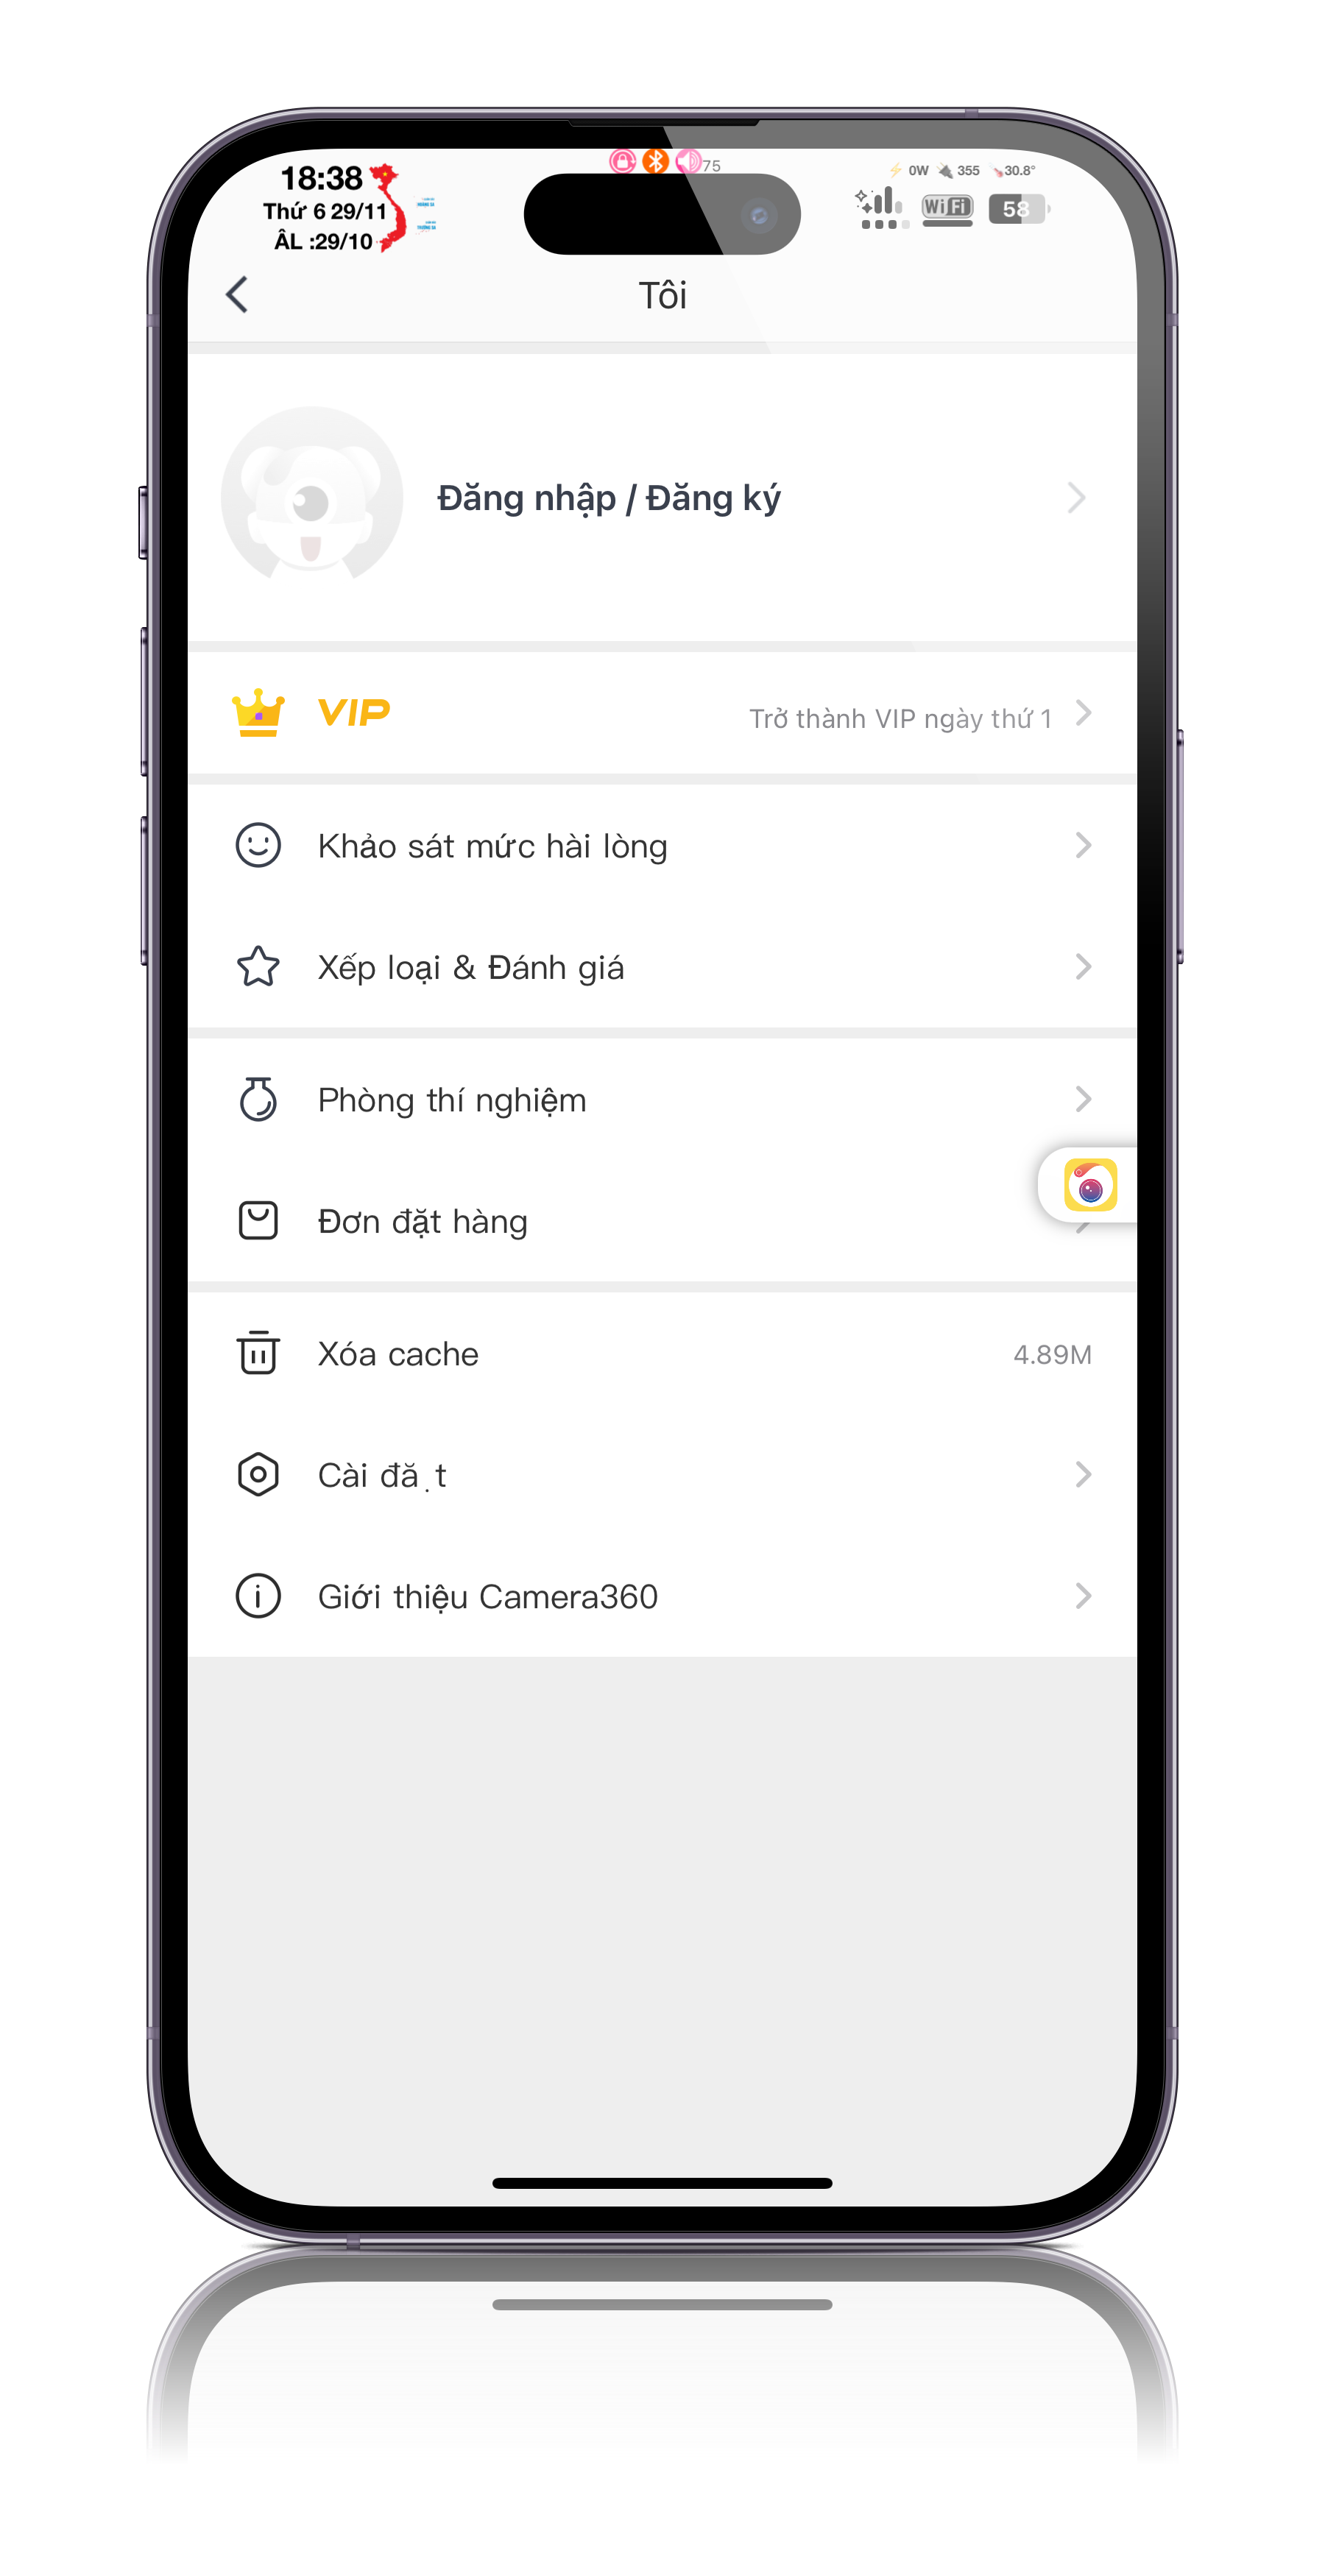 18:38
Thứ 6 29/11
ÂL :29/10
75
0W 355 30.8°
WiFi 58
Tôi
Đăng nhập / Đăng ký
VIP Trở thành VIP ngày thứ 1
Khảo sát mức hài lòng
Xếp loại & Đánh giá
Phòng thí nghiệm
Đơn đặt hàng
Xóa cache 4.89M
Cài đặ̣t
Giới thiệu Camera360